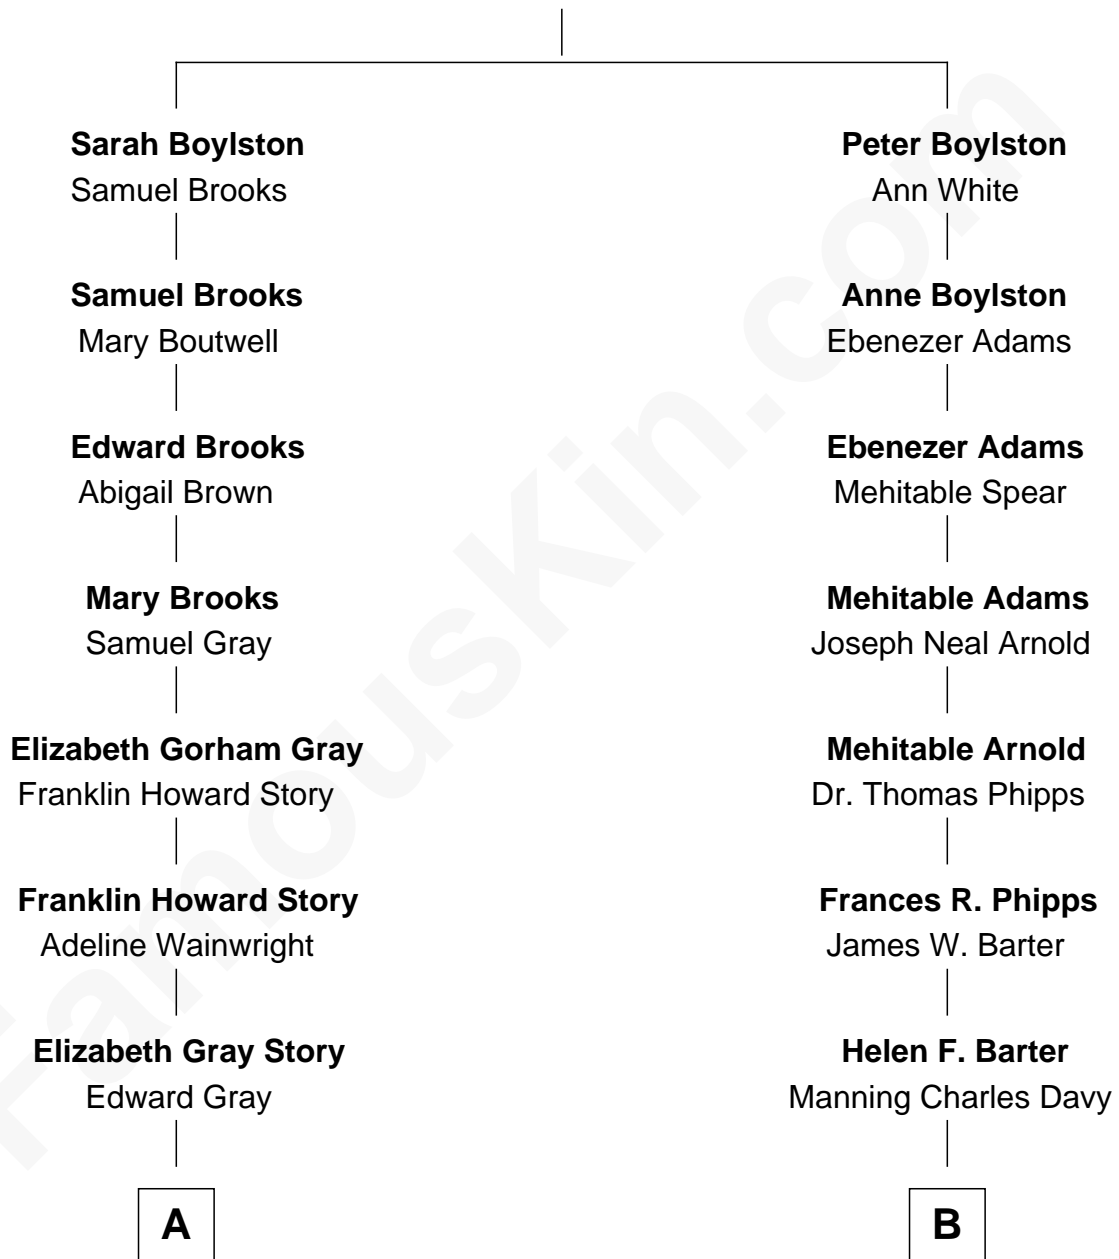 Sarah Boylston
Samuel Brooks
Samuel Brooks
Mary Boutwell
Edward Brooks
Abigail Brown
Mary Brooks
Samuel Gray
Elizabeth Gorham Gray
Franklin Howard Story
Franklin Howard Story
Adeline Wainwright
Elizabeth Gray Story
Edward Gray
A
Peter Boylston
Ann White
Anne Boylston
Ebenezer Adams
Ebenezer Adams
Mehitable Spear
Mehitable Adams
Joseph Neal Arnold
Mehitable Arnold
Dr. Thomas Phipps
Frances R. Phipps
James W. Barter
Helen F. Barter
Manning Charles Davy
B
FamousKin.com